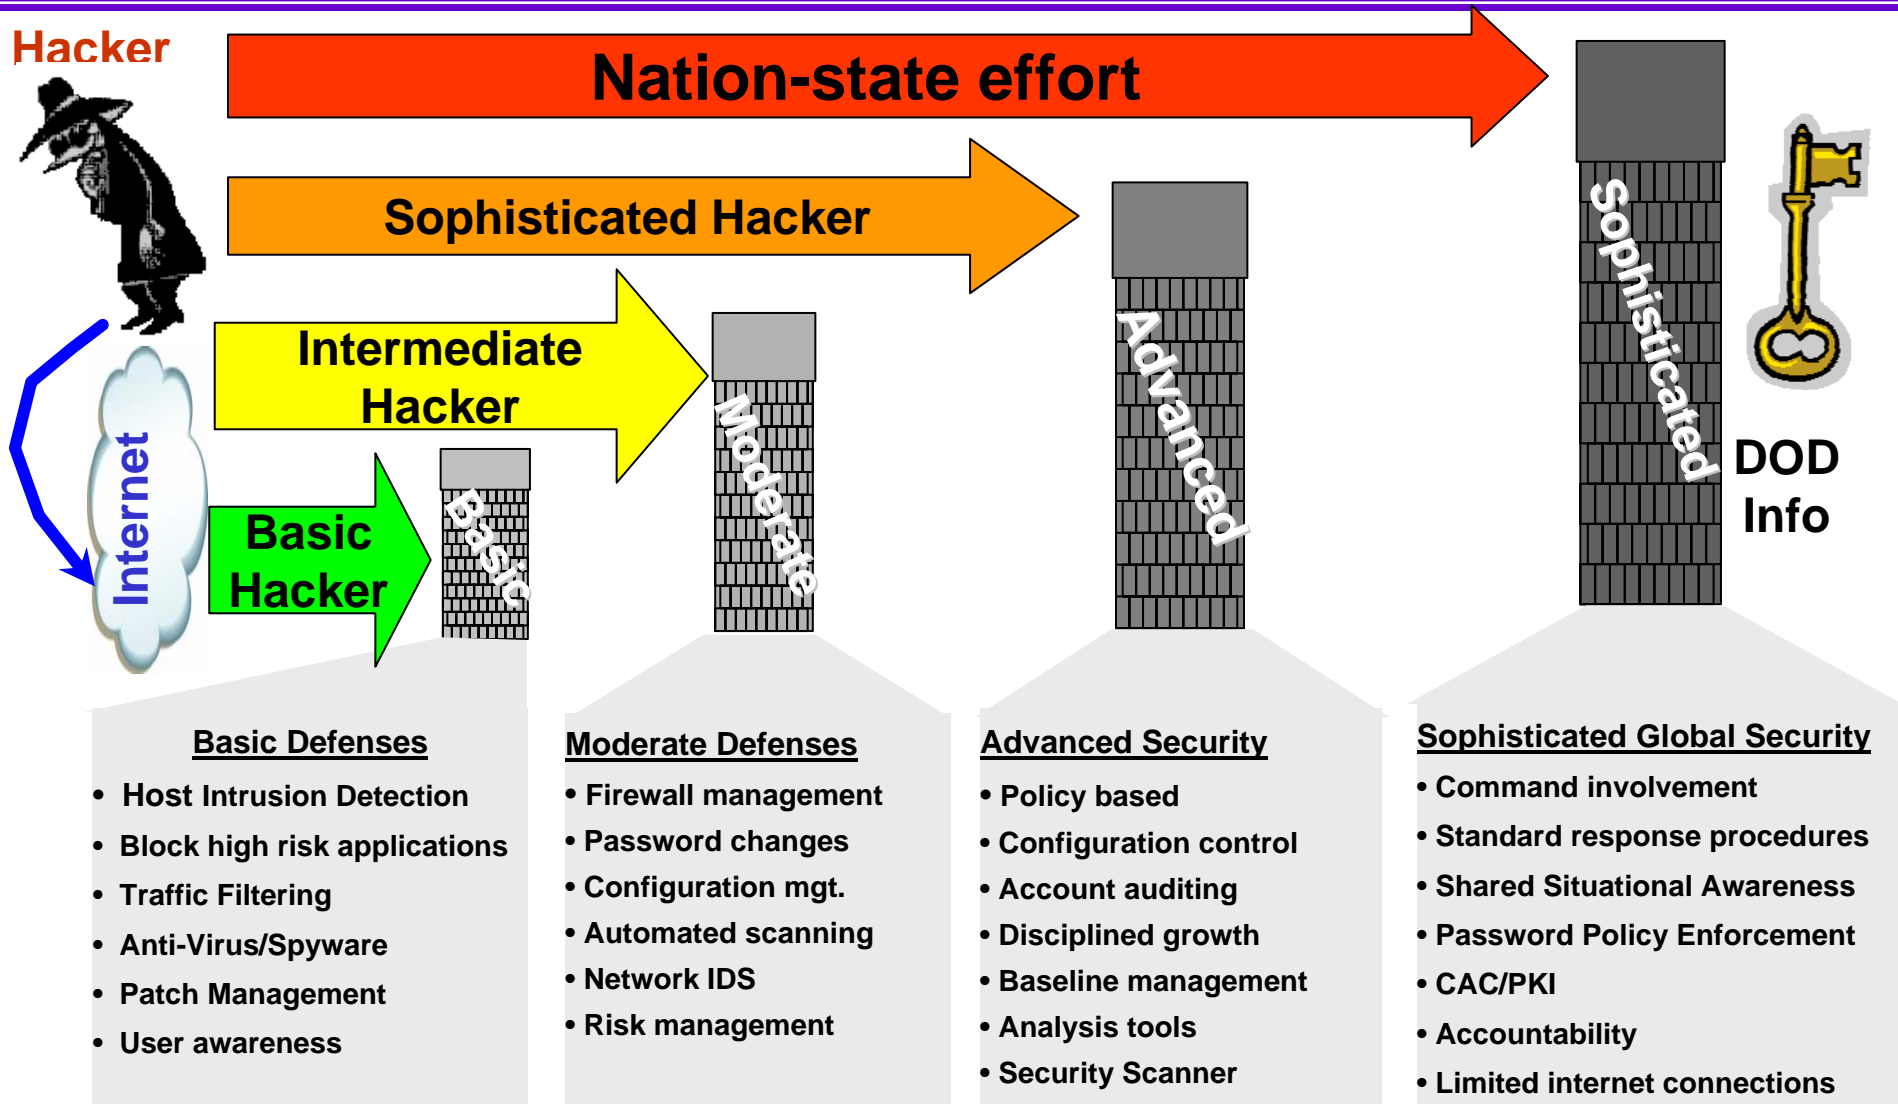 Hacker
Nation-state effort
Sophisticated Hacker
Intermediate
Hacker
Basic
Hacker
Internet
Basic
Moderate
Advanced
Sophisticated
DOD
Info
Basic Defenses
• Host Intrusion Detection
• Block high risk applications
• Traffic Filtering
• Anti-Virus/Spyware
• Patch Management
• User awareness
Moderate Defenses
• Firewall management
• Password changes
• Configuration mgt.
• Automated scanning
• Network IDS
• Risk management
Advanced Security
• Policy based
• Configuration control
• Account auditing
• Disciplined growth
• Baseline management
• Analysis tools
• Security Scanner
Sophisticated Global Security
• Command involvement
• Standard response procedures
• Shared Situational Awareness
• Password Policy Enforcement
• CAC/PKI
• Accountability
• Limited internet connections